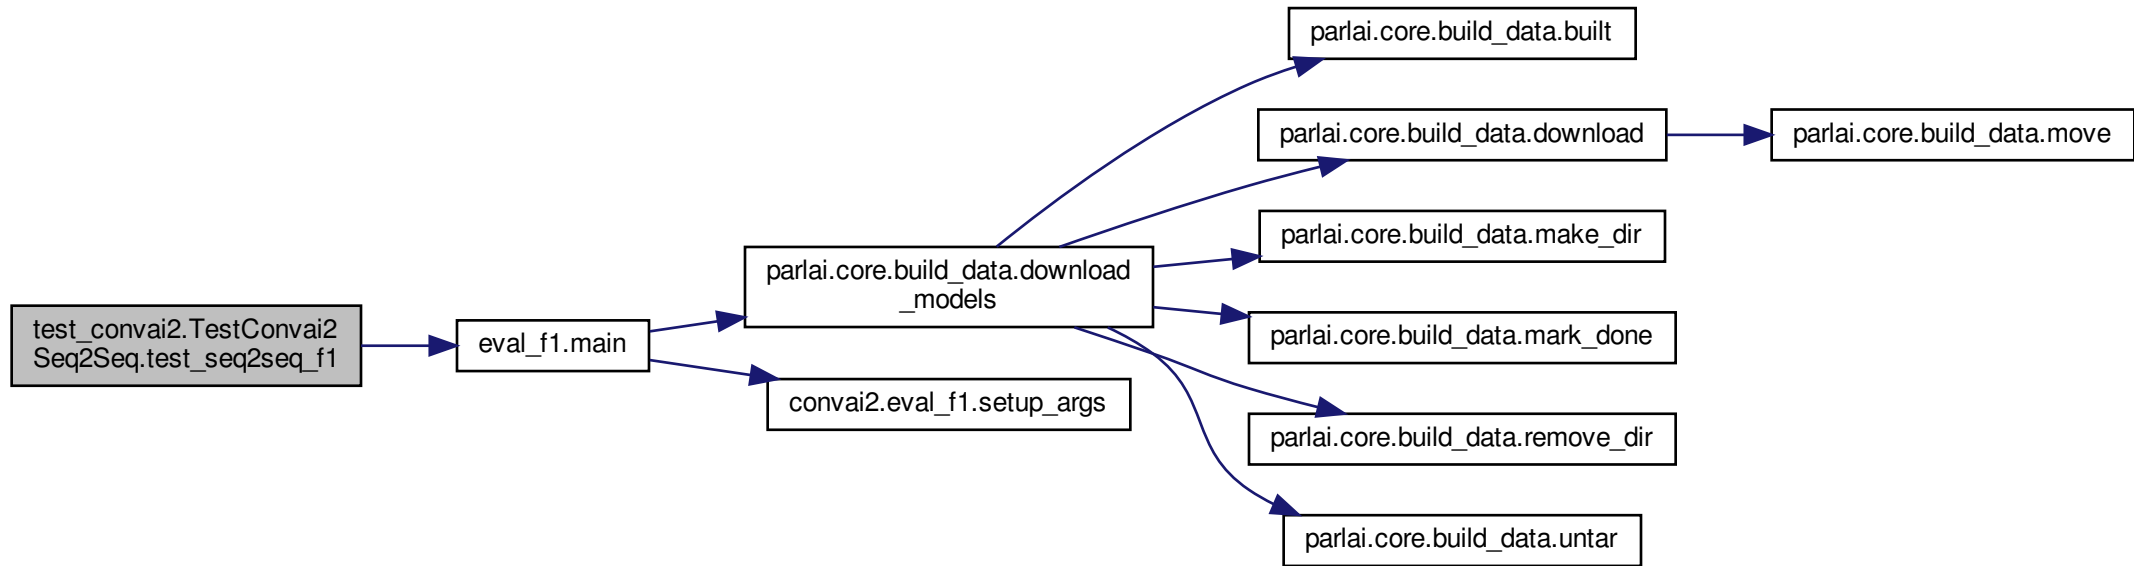 test_convai2.TestConvai2
Seq2Seq.test_seq2seq_f1
eval_f1.main
parlai.core.build_data.download
_models
convai2.eval_f1.setup_args
parlai.core.build_data.built
parlai.core.build_data.download
parlai.core.build_data.move
parlai.core.build_data.make_dir
parlai.core.build_data.mark_done
parlai.core.build_data.remove_dir
parlai.core.build_data.untar